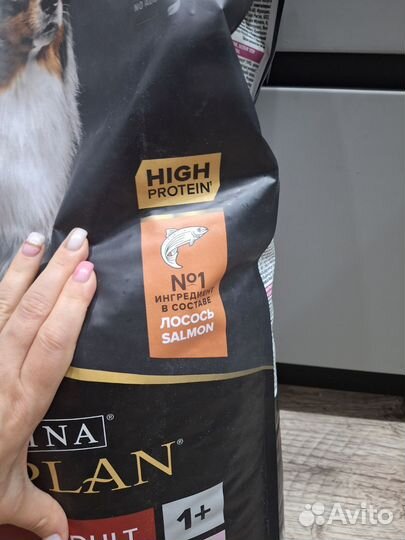 HIGH
PROTEIN
№1
ИНГРЕДИЕНТ
В СОСТАВЕ
ЛОСОСЬ
SALMON
INA®
PLAN®
1+
ADULT
Avito